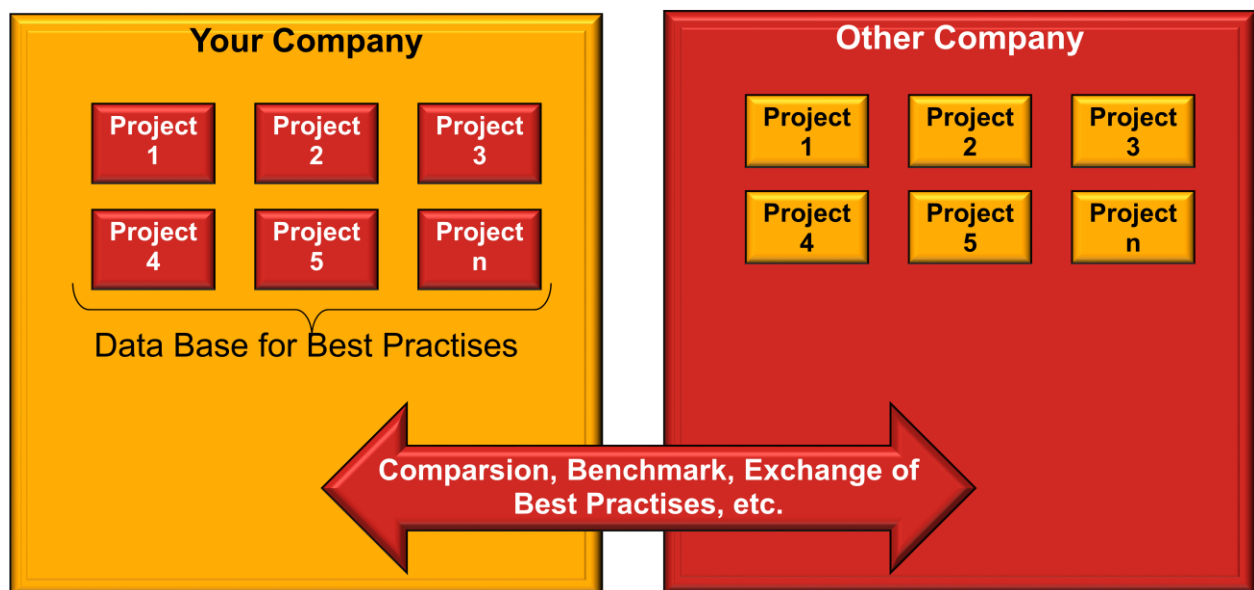 Your Company
Project
1
Project
2
Project
3
Project
4
Project
5
Project
n
Data Base for Best Practises
Other Company
Project
1
Project
2
Project
3
Project
4
Project
5
Project
n
Comparsion, Benchmark, Exchange of
Best Practises, etc.